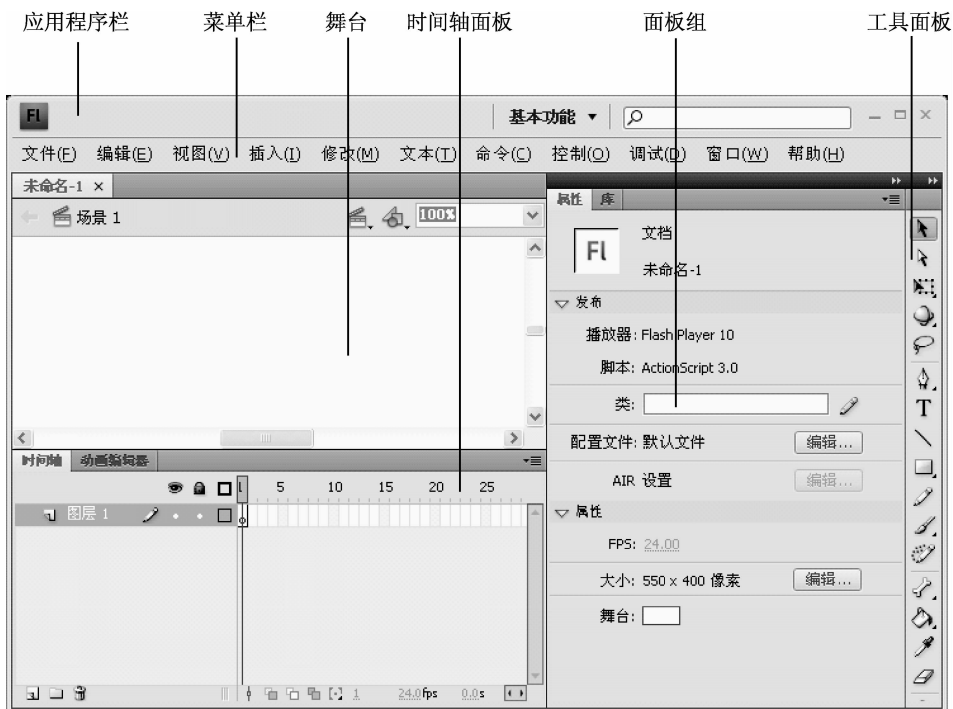 应用程序栏 菜单栏 舞台 时间轴面板 面板组 工具面板
Fl 基本功能
文件(F) 编辑(E) 视图(V) 插入(I) 修改(M) 文本(T) 命令(C) 控制(O) 调试(D) 窗口(W) 帮助(H)
未命名-1 ×
场景 1 100%
属性 库
Fl
文档
未命名-1
发布
播放器: Flash Player 10
脚本: ActionScript 3.0
类:
配置文件: 默认文件 编辑...
AIR 设置 编辑...
属性
FPS: 24.00
大小: 550 x 400 像素 编辑...
舞台:
T
时间轴 动画编辑器
1 5 10 15 20 25
图层 1
1 24.0fps 0.0s